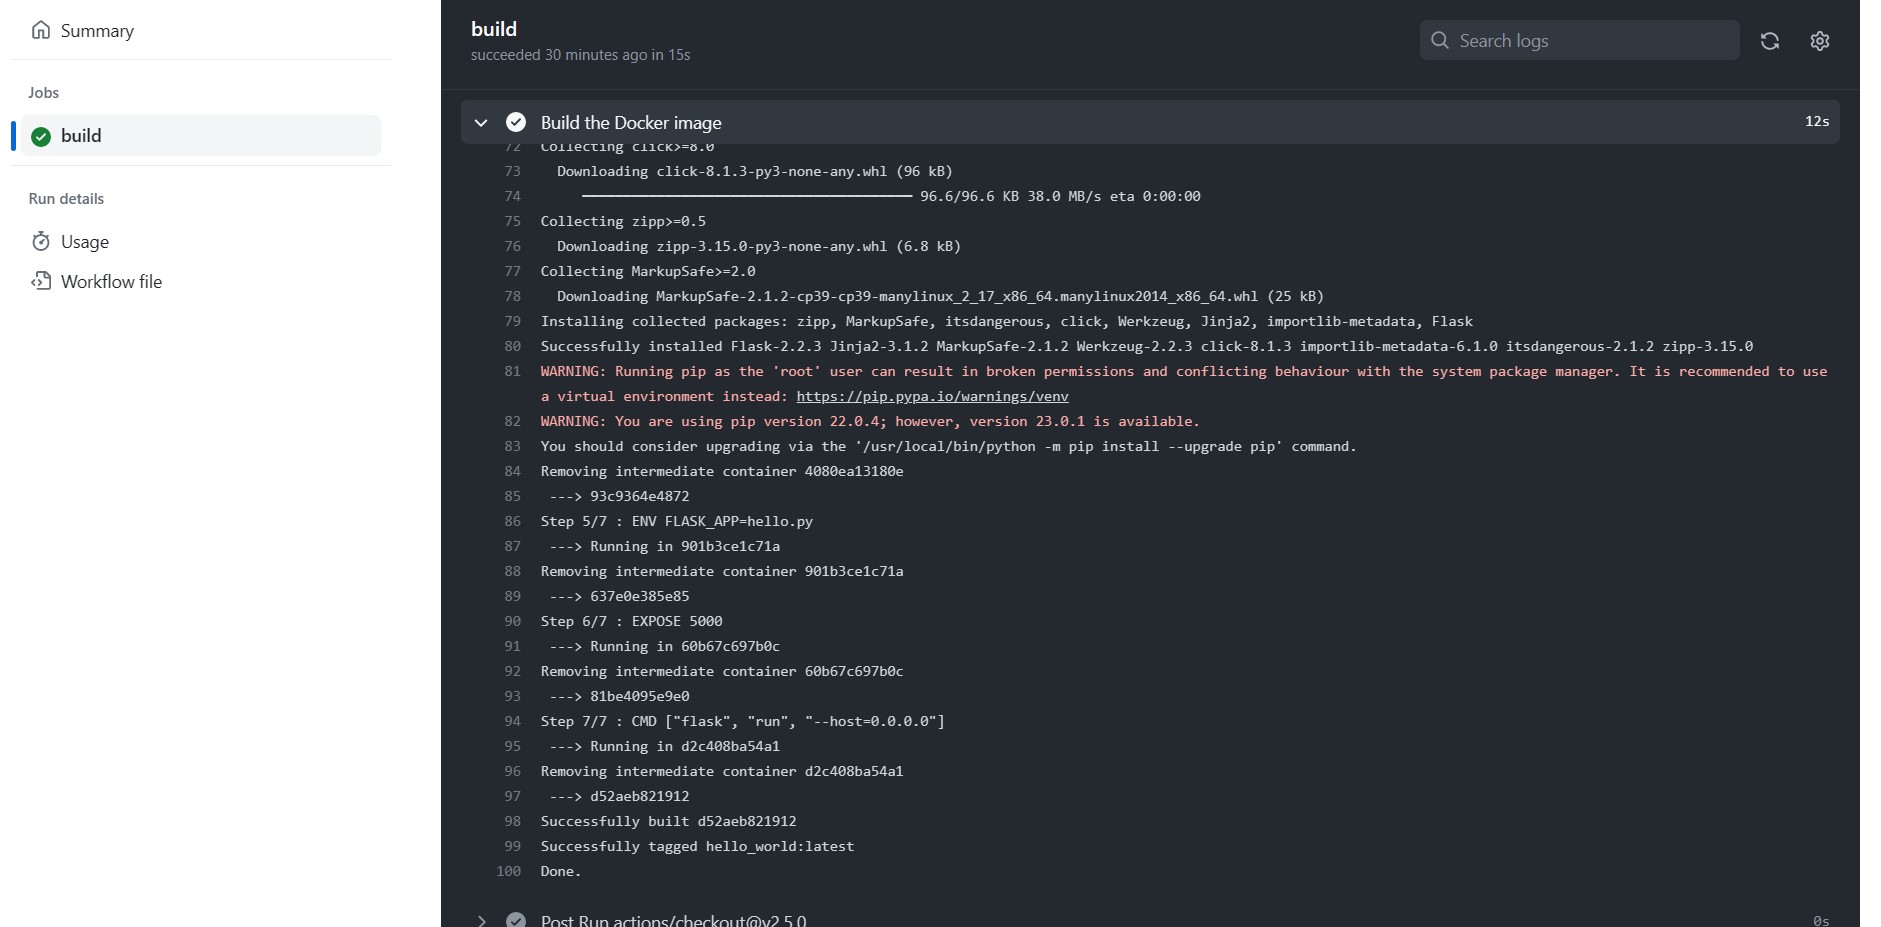 Summary
Jobs
build
Run details
Usage
Workflow file
build
succeeded 30 minutes ago in 15s
Search logs
Build the Docker image
12s
72 Collecting click>=8.0
73 Downloading click-8.1.3-py3-none-any.whl (96 kB)
74 ━━━━━━━━━━━━━━━━━━━━━━━━━━━━━━━━━━━━━━━━ 96.6/96.6 KB 38.0 MB/s eta 0:00:00
75 Collecting zipp>=0.5
76 Downloading zipp-3.15.0-py3-none-any.whl (6.8 kB)
77 Collecting MarkupSafe>=2.0
78 Downloading MarkupSafe-2.1.2-cp39-cp39-manylinux_2_17_x86_64.manylinux2014_x86_64.whl (25 kB)
79 Installing collected packages: zipp, MarkupSafe, itsdangerous, click, Werkzeug, Jinja2, importlib-metadata, Flask
80 Successfully installed Flask-2.2.3 Jinja2-3.1.2 MarkupSafe-2.1.2 Werkzeug-2.2.3 click-8.1.3 importlib-metadata-6.1.0 itsdangerous-2.1.2 zipp-3.15.0
81 WARNING: Running pip as the 'root' user can result in broken permissions and conflicting behaviour with the system package manager. It is recommended to use
a virtual environment instead: https://pip.pypa.io/warnings/venv
82 WARNING: You are using pip version 22.0.4; however, version 23.0.1 is available.
83 You should consider upgrading via the '/usr/local/bin/python -m pip install --upgrade pip' command.
84 Removing intermediate container 4080ea13180e
85 ---> 93c9364e4872
86 Step 5/7 : ENV FLASK_APP=hello.py
87 ---> Running in 901b3ce1c71a
88 Removing intermediate container 901b3ce1c71a
89 ---> 637e0e385e85
90 Step 6/7 : EXPOSE 5000
91 ---> Running in 60b67c697b0c
92 Removing intermediate container 60b67c697b0c
93 ---> 81be4095e9e0
94 Step 7/7 : CMD ["flask", "run", "--host=0.0.0.0"]
95 ---> Running in d2c408ba54a1
96 Removing intermediate container d2c408ba54a1
97 ---> d52aeb821912
98 Successfully built d52aeb821912
99 Successfully tagged hello_world:latest
100 Done.
Post Run actions/checkout@v2.5.0
0s